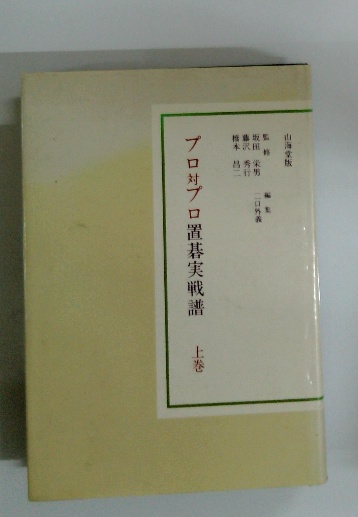 山海堂版
監修
坂田 栄男
藤沢 秀行
橋本 昌二
編集
二口外義
プロ対プロ置碁実戦譜 上巻